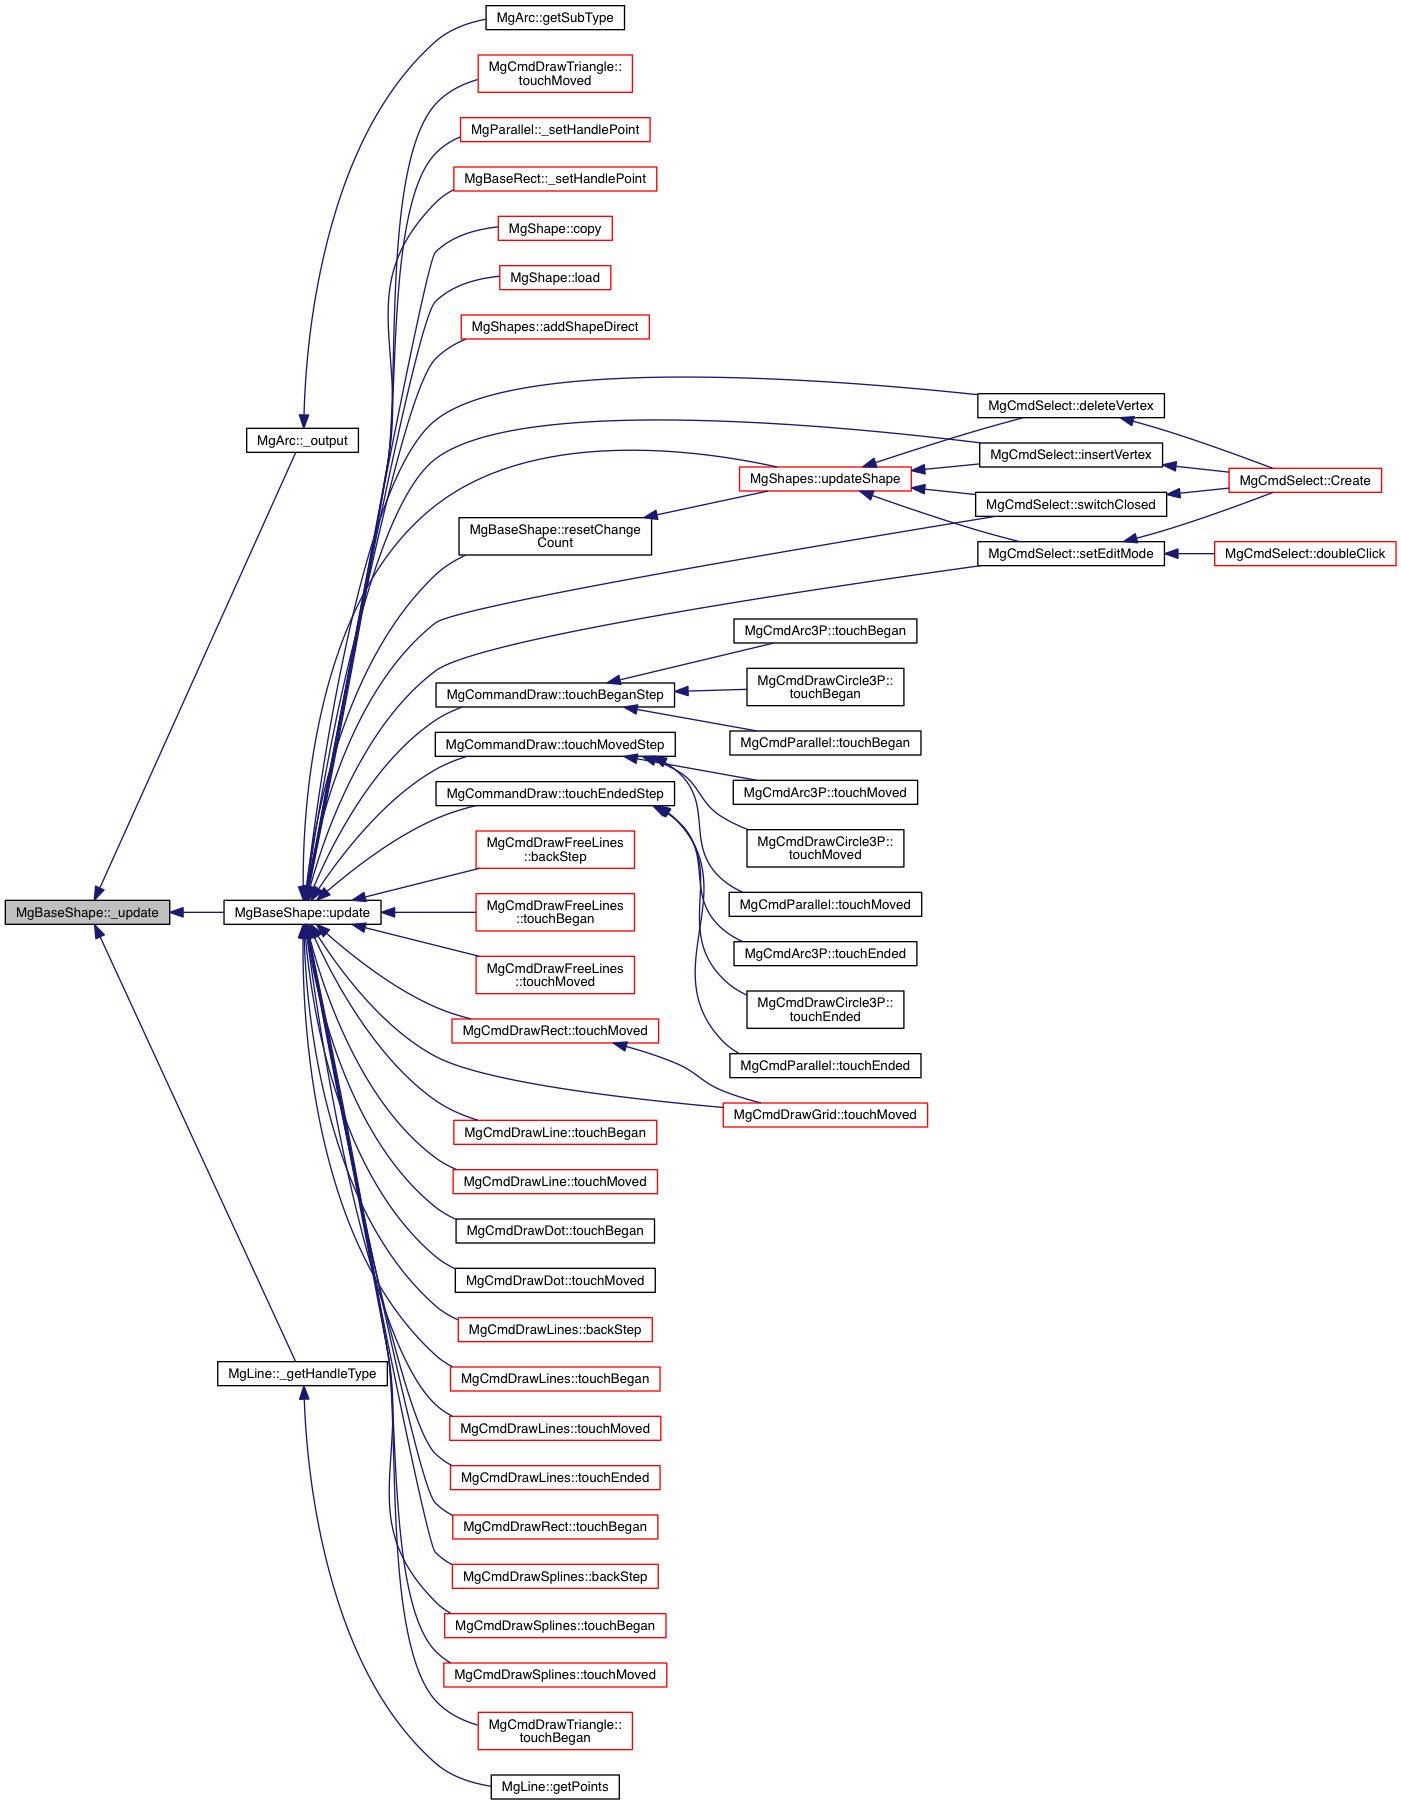 MgArc::getSubType
MgCmdDrawTriangle::
touchMoved
MgParallel::_setHandlePoint
MgBaseRect::_setHandlePoint
MgShape::copy
MgShape::load
MgShapes::addShapeDirect
MgCmdSelect::deleteVertex
MgArc::_output
MgCmdSelect::insertVertex
MgShapes::updateShape
MgCmdSelect::Create
MgCmdSelect::switchClosed
MgBaseShape::resetChange
Count
MgCmdSelect::setEditMode
MgCmdSelect::doubleClick
MgCmdArc3P::touchBegan
MgCommandDraw::touchBeganStep
MgCmdDrawCircle3P::
touchBegan
MgCmdParallel::touchBegan
MgCommandDraw::touchMovedStep
MgCmdArc3P::touchMoved
MgCommandDraw::touchEndedStep
MgCmdDrawCircle3P::
touchMoved
MgCmdDrawFreeLines
::backStep
MgCmdParallel::touchMoved
MgBaseShape::_update
MgBaseShape::update
MgCmdDrawFreeLines
::touchBegan
MgCmdArc3P::touchEnded
MgCmdDrawFreeLines
::touchMoved
MgCmdDrawCircle3P::
touchEnded
MgCmdDrawRect::touchMoved
MgCmdParallel::touchEnded
MgCmdDrawGrid::touchMoved
MgCmdDrawLine::touchBegan
MgCmdDrawLine::touchMoved
MgCmdDrawDot::touchBegan
MgCmdDrawDot::touchMoved
MgCmdDrawLines::backStep
MgLine::_getHandleType
MgCmdDrawLines::touchBegan
MgCmdDrawLines::touchMoved
MgCmdDrawLines::touchEnded
MgCmdDrawRect::touchBegan
MgCmdDrawSplines::backStep
MgCmdDrawSplines::touchBegan
MgCmdDrawSplines::touchMoved
MgCmdDrawTriangle::
touchBegan
MgLine::getPoints